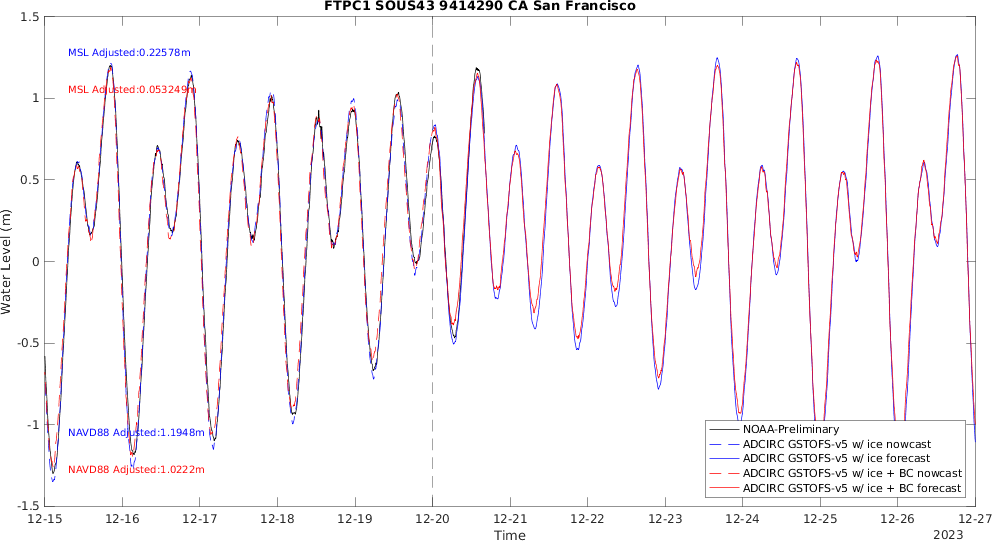 FTPC1 SOUS43 9414290 CA San Francisco
1.5
1
0.5
0
-0.5
-1
-1.5
Water Level (m)
MSL Adjusted:0.22578m
MSL Adjusted:0.053249m
NAVD88 Adjusted:1.1948m
NAVD88 Adjusted:1.0222m
NOAA-Preliminary
ADCIRC GSTOFS-v5 w/ ice nowcast
ADCIRC GSTOFS-v5 w/ ice forecast
ADCIRC GSTOFS-v5 w/ ice + BC nowcast
ADCIRC GSTOFS-v5 w/ ice + BC forecast
12-15 12-16 12-17 12-18 12-19 12-20 12-21 12-22 12-23 12-24 12-25 12-26 12-27
Time
2023